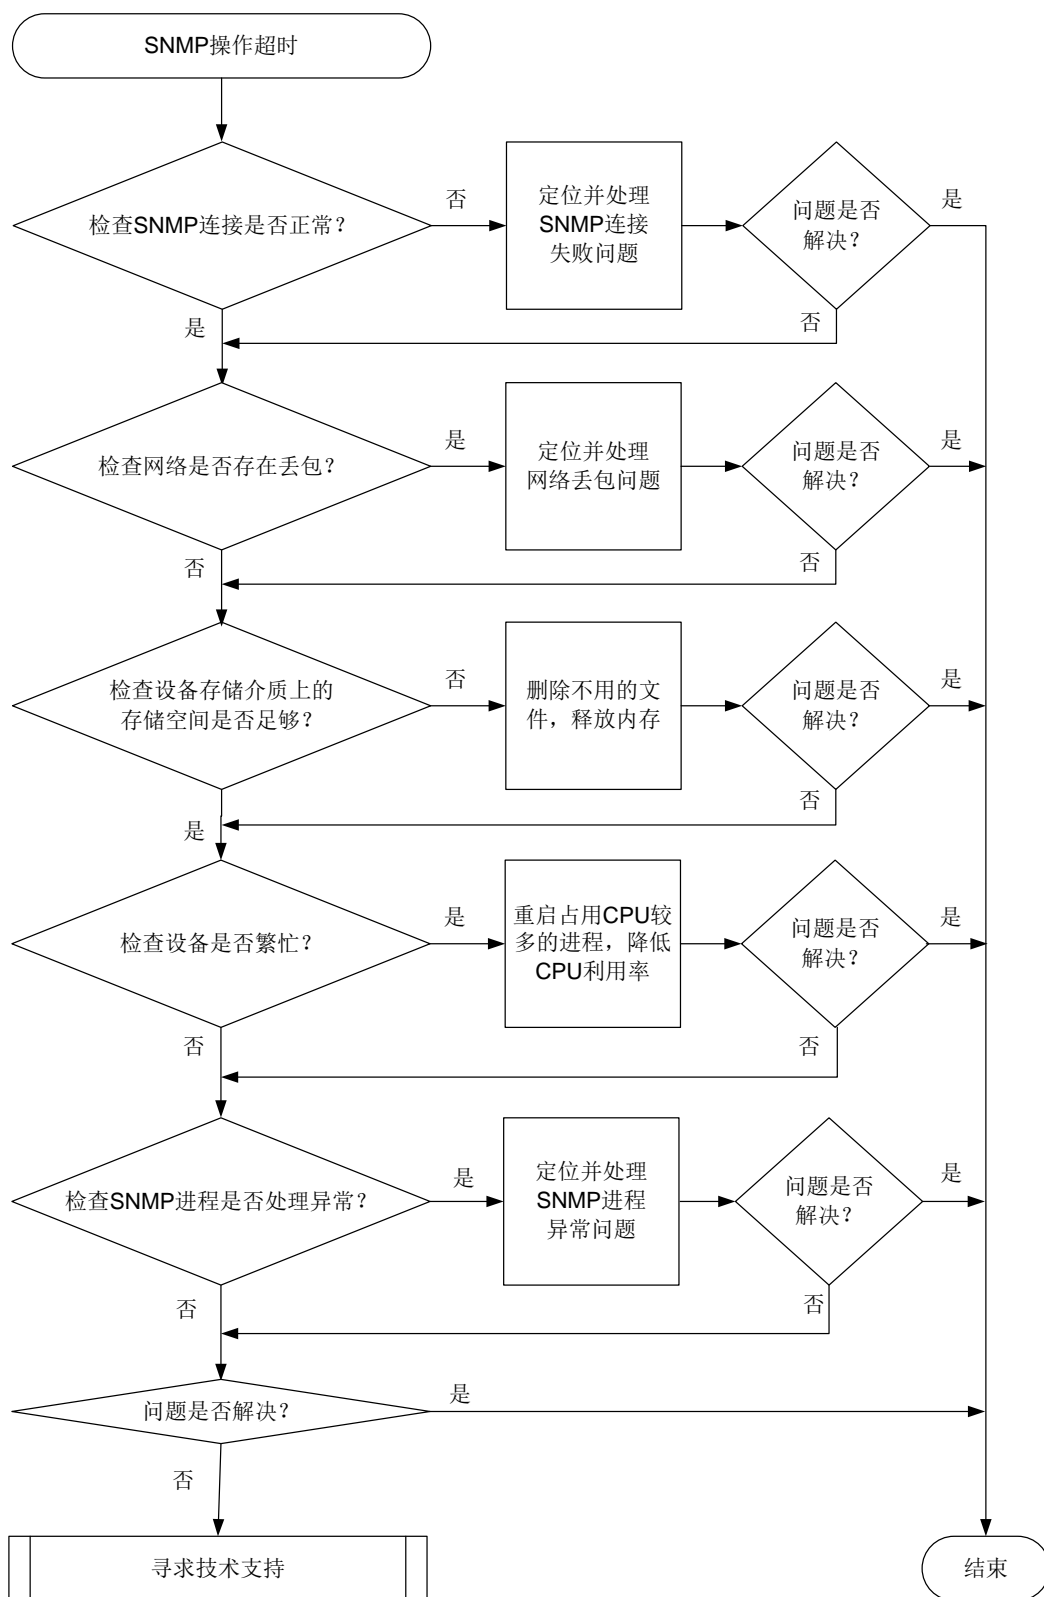 SNMP操作超时
检查SNMP连接是否正常？
否
定位并处理
SNMP连接
失败问题
问题是否
解决？
是
是
否
检查网络是否存在丢包？
是
定位并处理
网络丢包问题
问题是否
解决？
是
否
否
检查设备存储介质上的
存储空间是否足够？
否
删除不用的文
件，释放内存
问题是否
解决？
是
是
否
检查设备是否繁忙？
是
重启占用CPU较
多的进程，降低
CPU利用率
问题是否
解决？
是
否
否
检查SNMP进程是否处理异常？
是
定位并处理
SNMP进程
异常问题
问题是否
解决？
是
否
否
问题是否解决？
是
否
寻求技术支持
结束